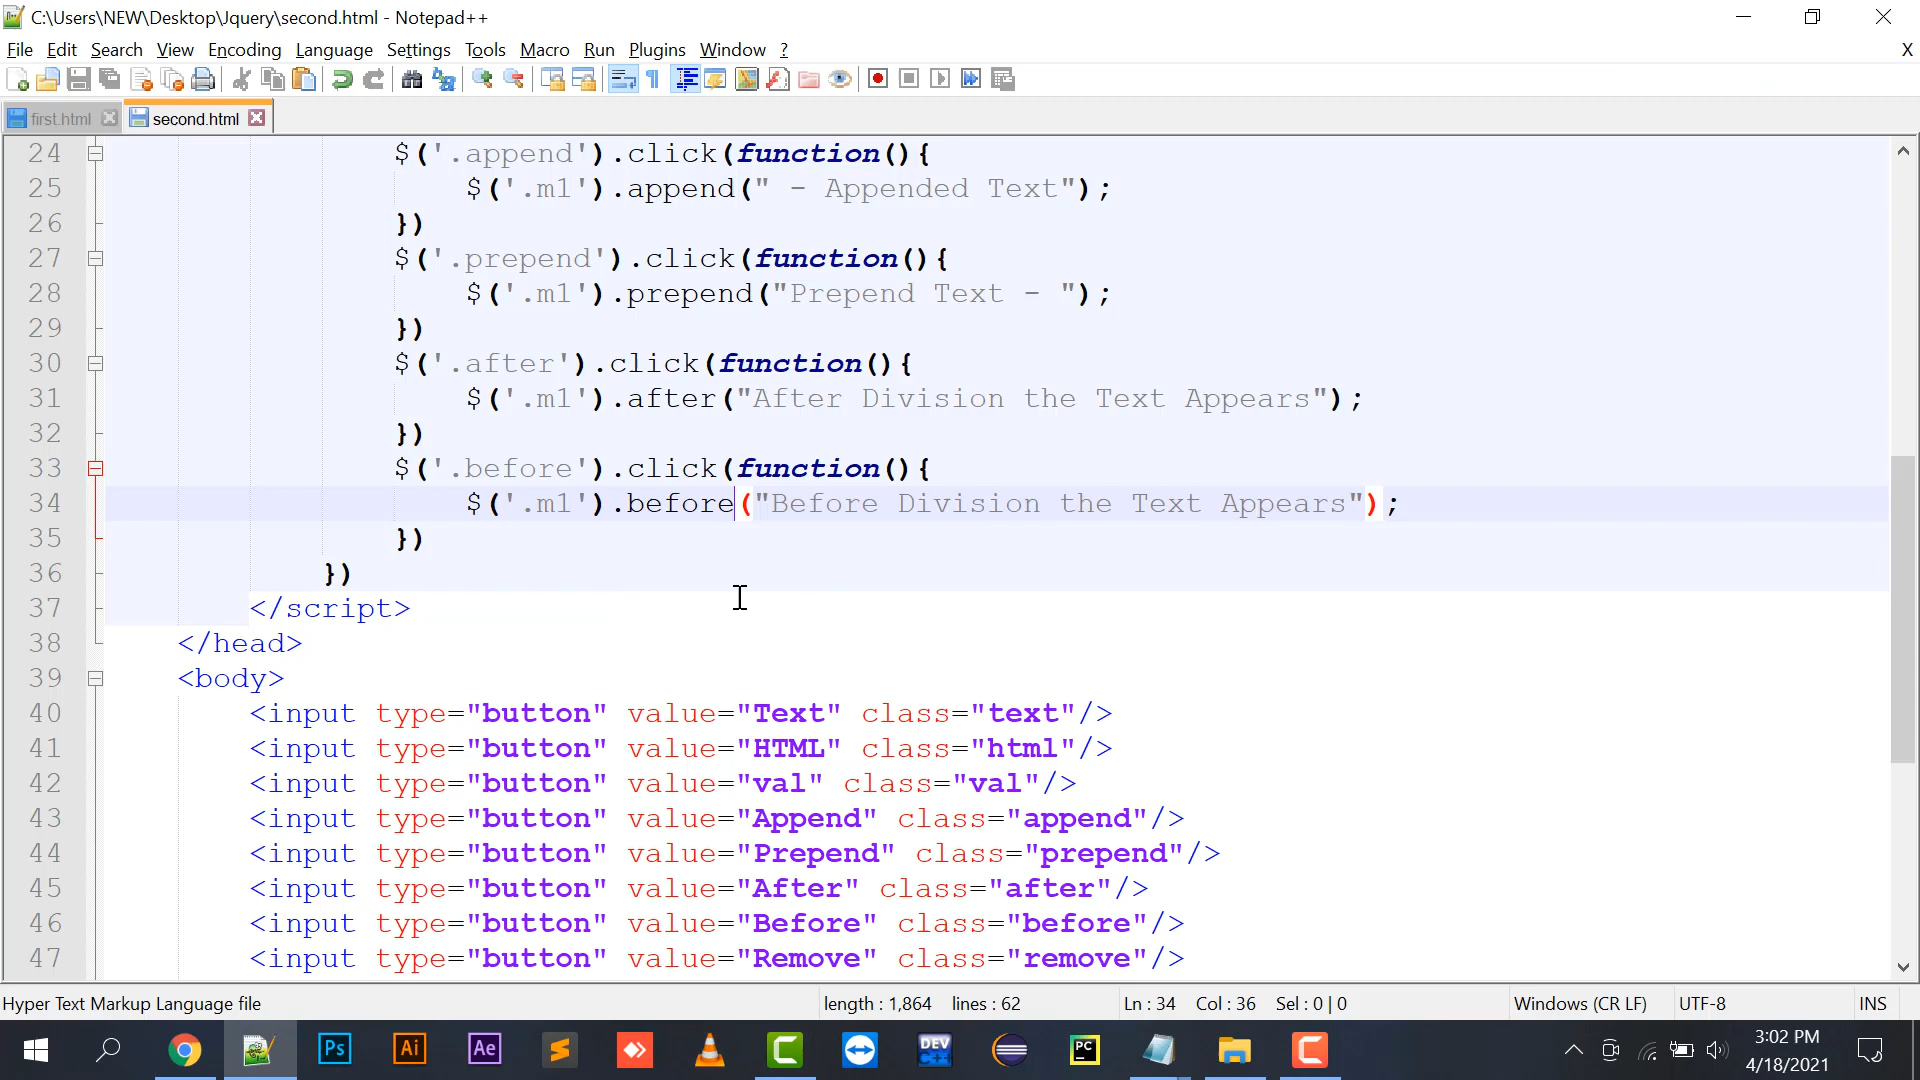 C:\Users\NEW\Desktop\Jquery\second.html - Notepad++
File Edit Search View Encoding Language Settings Tools Macro Run Plugins Window ? X
first.html second.html
24 $('.append').click(function(){
25 $('.m1').append(" - Appended Text");
26 })
27 $('.prepend').click(function(){
28 $('.m1').prepend("Prepend Text - ");
29 })
30 $('.after').click(function(){
31 $('.m1').after("After Division the Text Appears");
32 })
33 $('.before').click(function(){
34 $('.m1').before("Before Division the Text Appears");
35 })
36 })
37 </script>
38 </head>
39 <body>
40 <input type="button" value="Text" class="text"/>
41 <input type="button" value="HTML" class="html"/>
42 <input type="button" value="val" class="val"/>
43 <input type="button" value="Append" class="append"/>
44 <input type="button" value="Prepend" class="prepend"/>
45 <input type="button" value="After" class="after"/>
46 <input type="button" value="Before" class="before"/>
47 <input type="button" value="Remove" class="remove"/>
Hyper Text Markup Language file length : 1,864 lines : 62 Ln : 34 Col : 36 Sel : 0 | 0 Windows (CR LF) UTF-8 INS
Ps Ai Ae DEV C++ PC
3:02 PM
4/18/2021